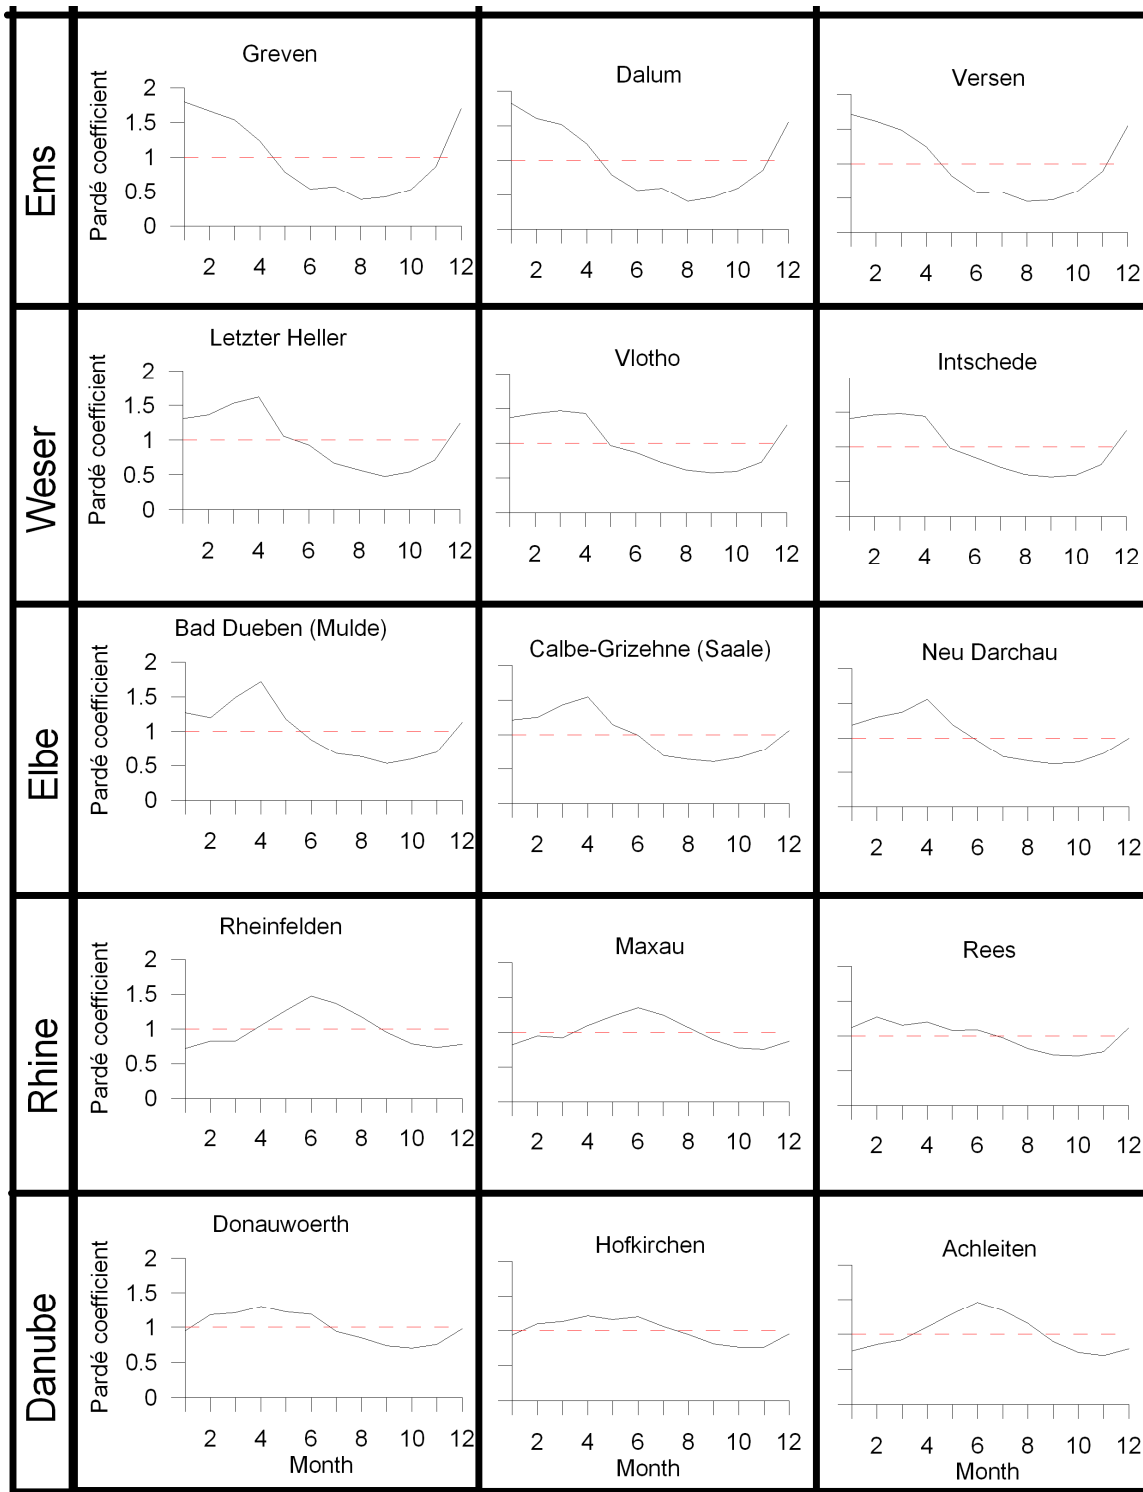 Ems
Greven
Pardé coefficient
2
1.5
1
0.5
0
2 4 6 8 10 12
Dalum
2 4 6 8 10 12
Versen
2 4 6 8 10 12
Weser
Letzter Heller
Pardé coefficient
2
1.5
1
0.5
0
2 4 6 8 10 12
Vlotho
2 4 6 8 10 12
Intschede
2 4 6 8 10 12
Elbe
Bad Dueben (Mulde)
Pardé coefficient
2
1.5
1
0.5
0
2 4 6 8 10 12
Calbe-Grizehne (Saale)
2 4 6 8 10 12
Neu Darchau
2 4 6 8 10 12
Rhine
Rheinfelden
Pardé coefficient
2
1.5
1
0.5
0
2 4 6 8 10 12
Maxau
2 4 6 8 10 12
Rees
2 4 6 8 10 12
Danube
Donauwoerth
Pardé coefficient
2
1.5
1
0.5
0
2 4 6 8 10 12
Month
Hofkirchen
2 4 6 8 10 12
Month
Achleiten
2 4 6 8 10 12
Month